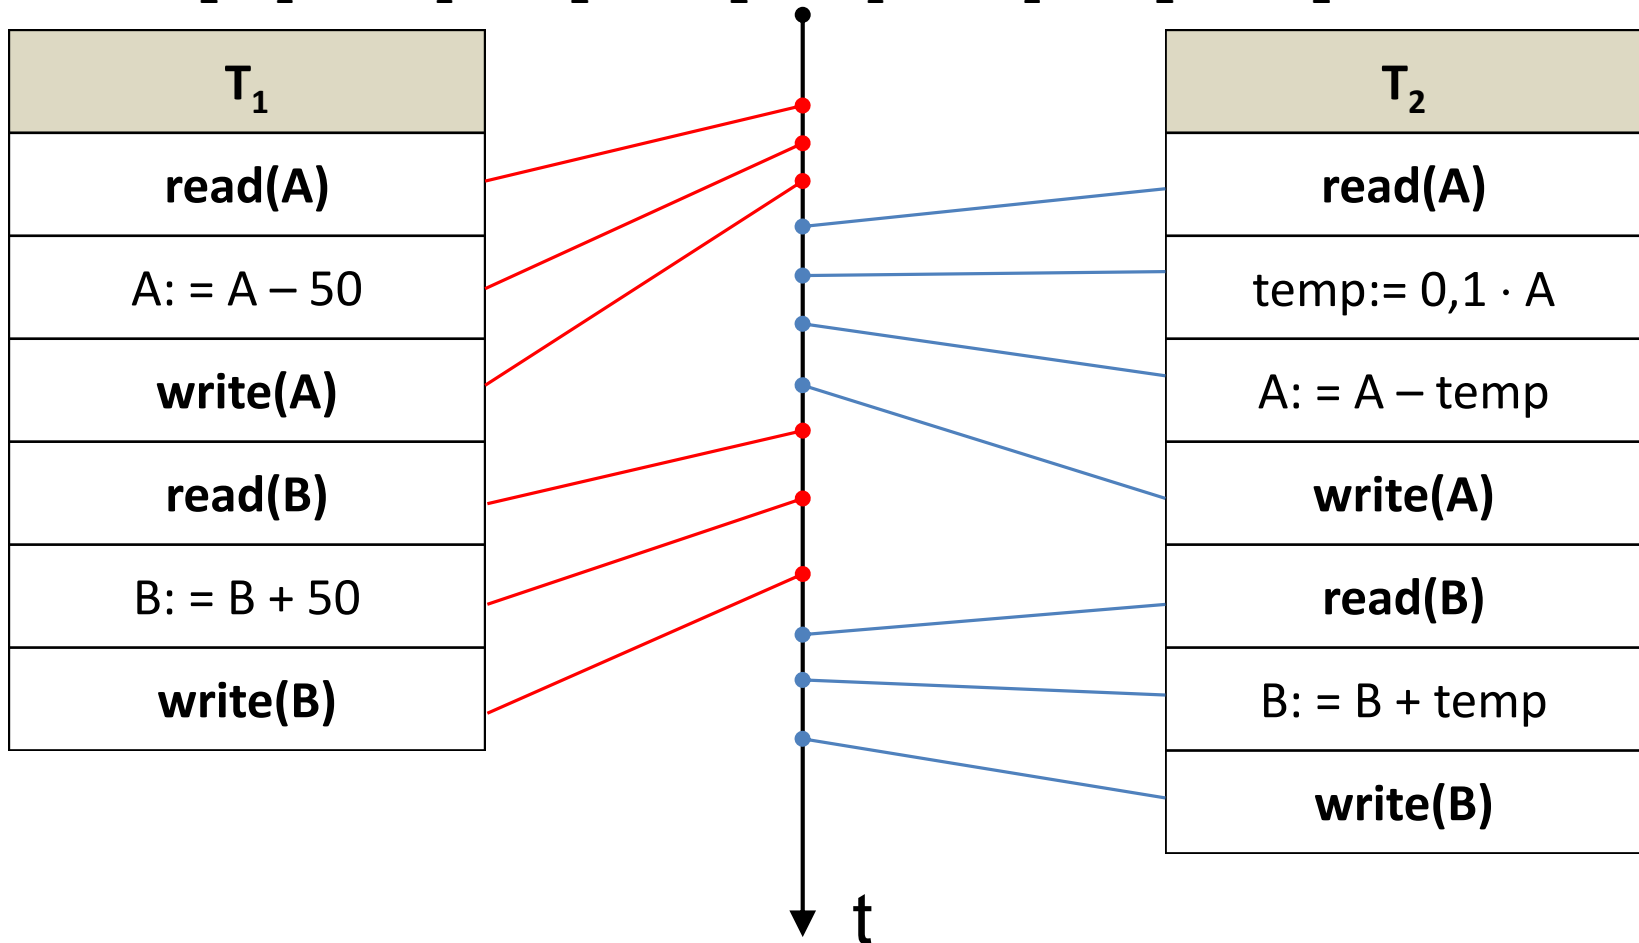 T₁
read(A)
A: = A – 50
write(A)
read(B)
B: = B + 50
write(B)
T₂
read(A)
temp:= 0,1 · A
A: = A – temp
write(A)
read(B)
B: = B + temp
write(B)
t